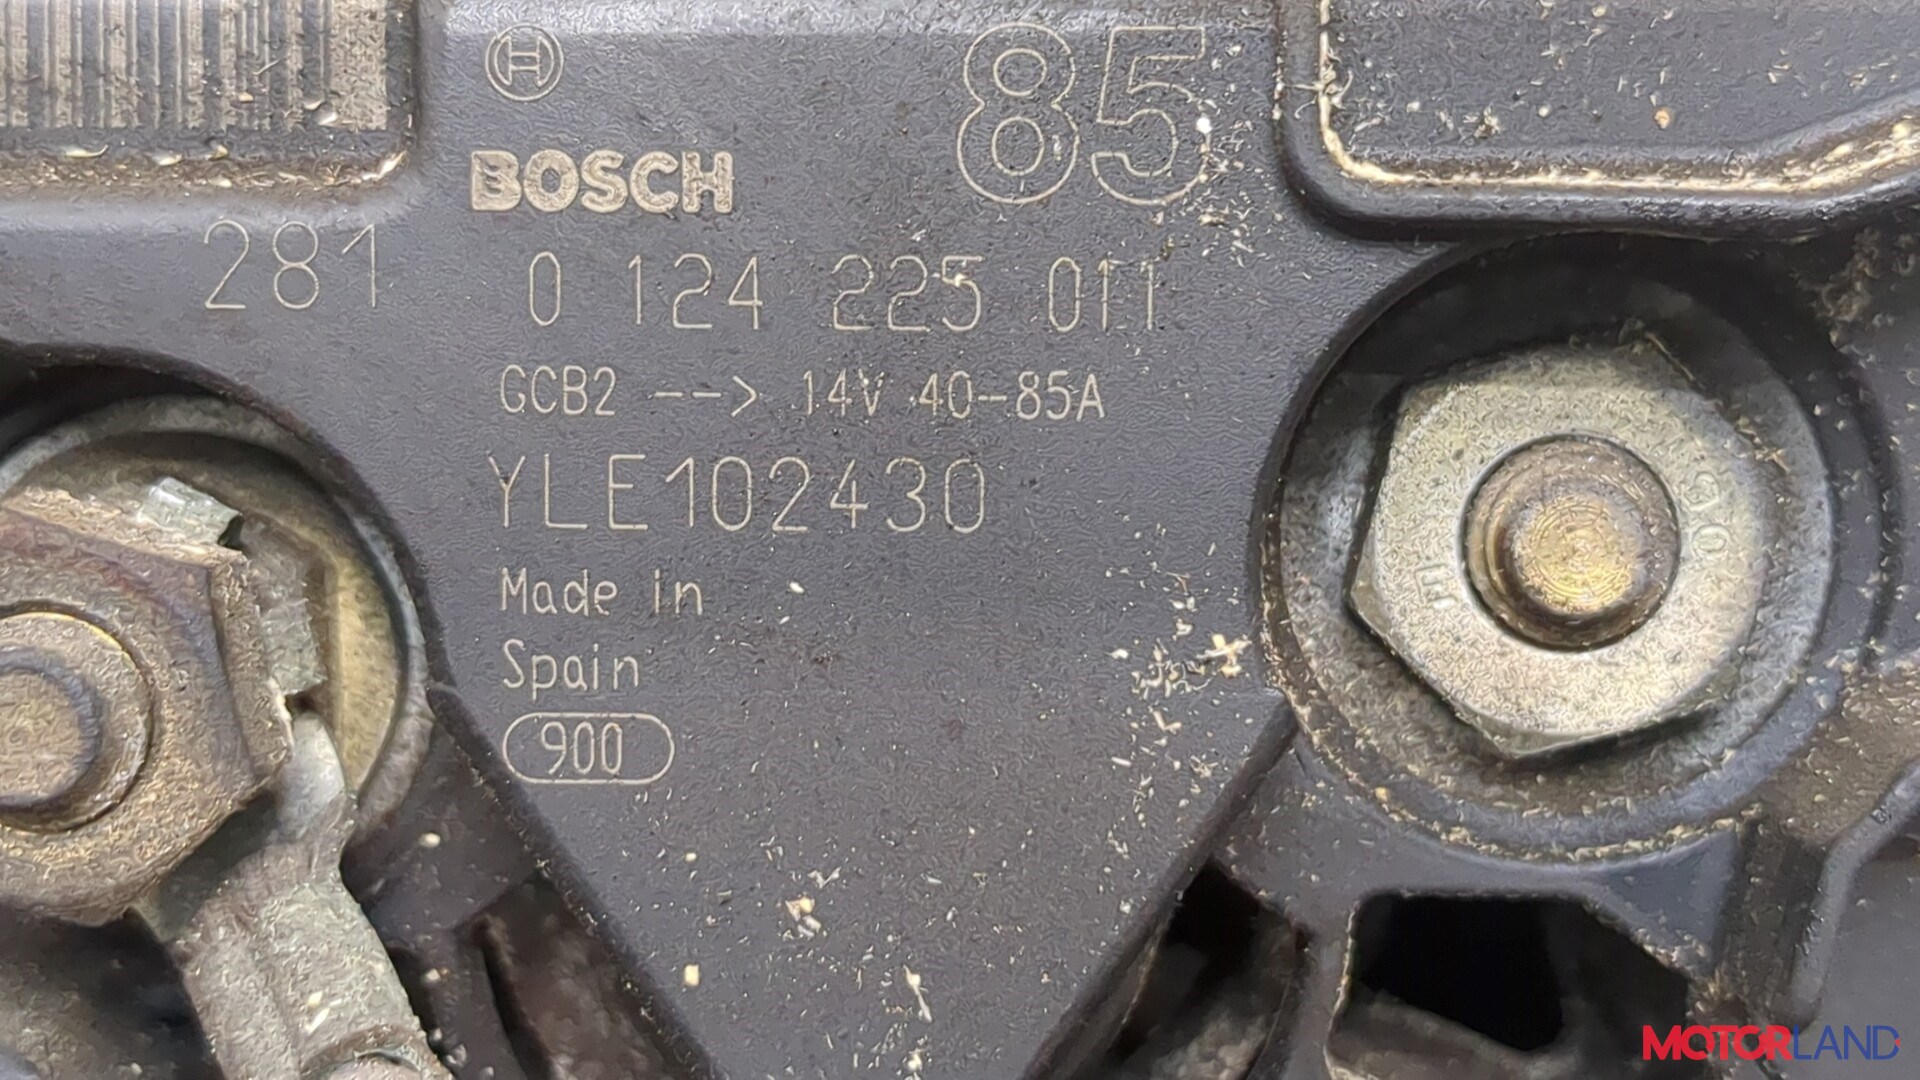 85
BOSCH
281
0 124 225 011
GCB2 --> 14V 40-85A
YLE102430
Made in
Spain
900
MOTORLAND